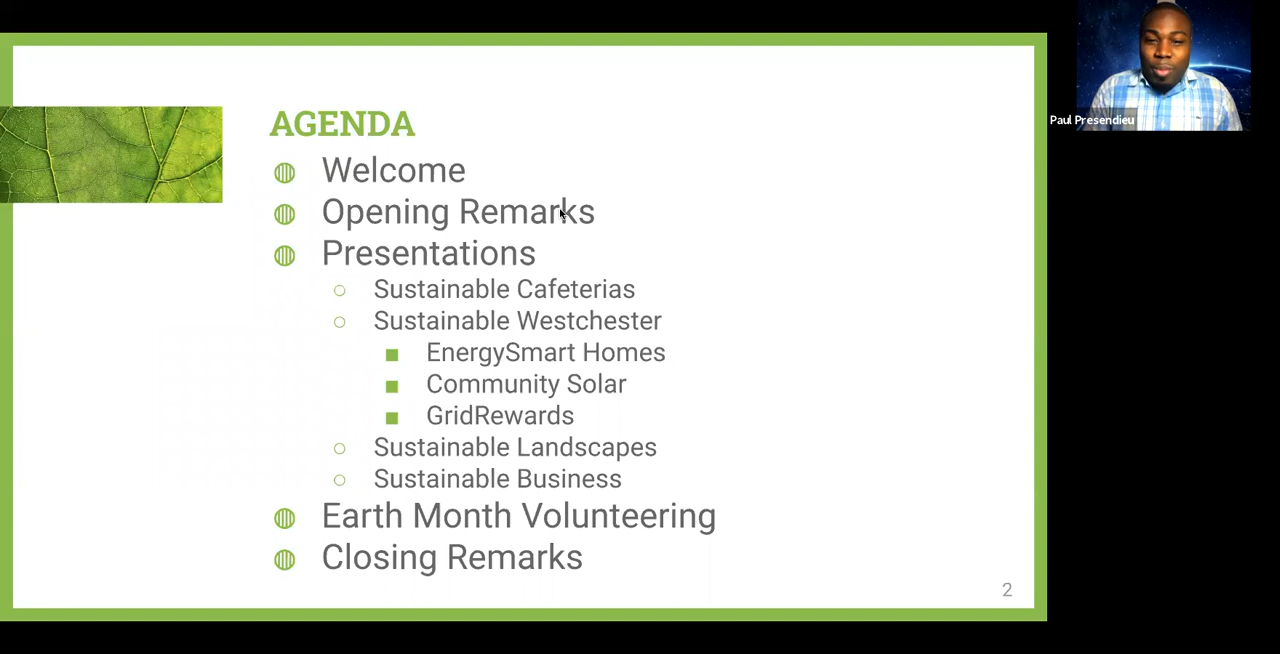 AGENDA
Welcome
Opening Remarks
Presentations
Sustainable Cafeterias
Sustainable Westchester
EnergySmart Homes
Community Solar
GridRewards
Sustainable Landscapes
Sustainable Business
Earth Month Volunteering
Closing Remarks
2
Paul Presendieu